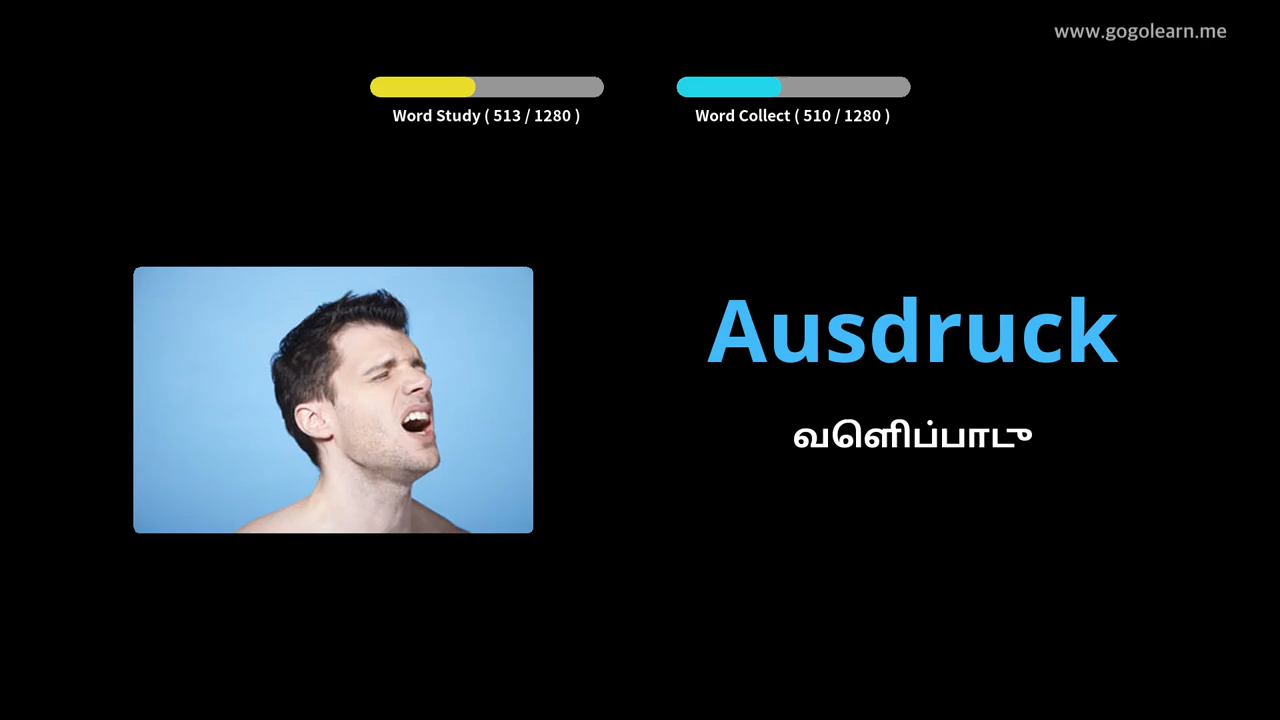 www.gogolearn.me
Word Study ( 513 / 1280 )
Word Collect ( 510 / 1280 )
Ausdruck
வெளிப்பாடு